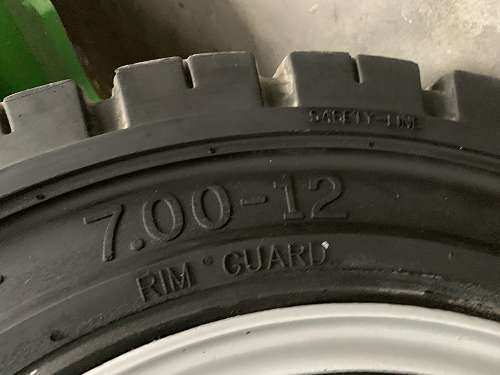 SAFETY-LINE
7.00-12
RIM GUARD